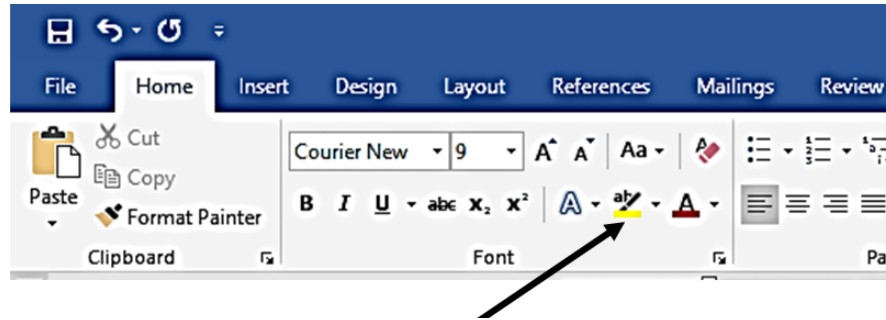 File Home Insert Design Layout References Mailings Review
Cut
Courier New 9 A A Aa
Copy
Paste
Format Painter
B I U abc X₂ X² A ab A
Clipboard Font Pa